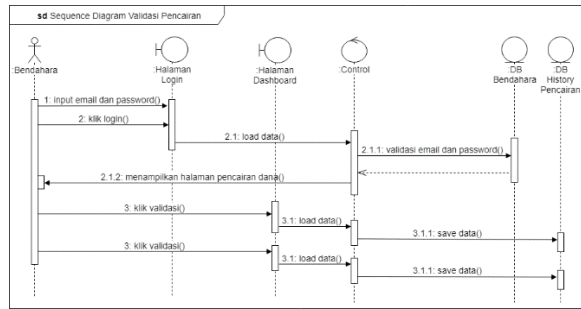 sd Sequence Diagram Validasi Pencairan
:Bendahara
:Halaman
Login
:Halaman
Dashboard
:Control
:DB
Bendahara
:DB
History
Pencairan
1: input email dan password()
2: klik login()
2.1: load data()
2.1.1: validasi email dan password()
2.1.2: menampilkan halaman pencairan dana()
3: klik validasi()
3.1: load data()
3.1.1: save data()
3: klik validasi()
3.1: load data()
3.1.1: save data()